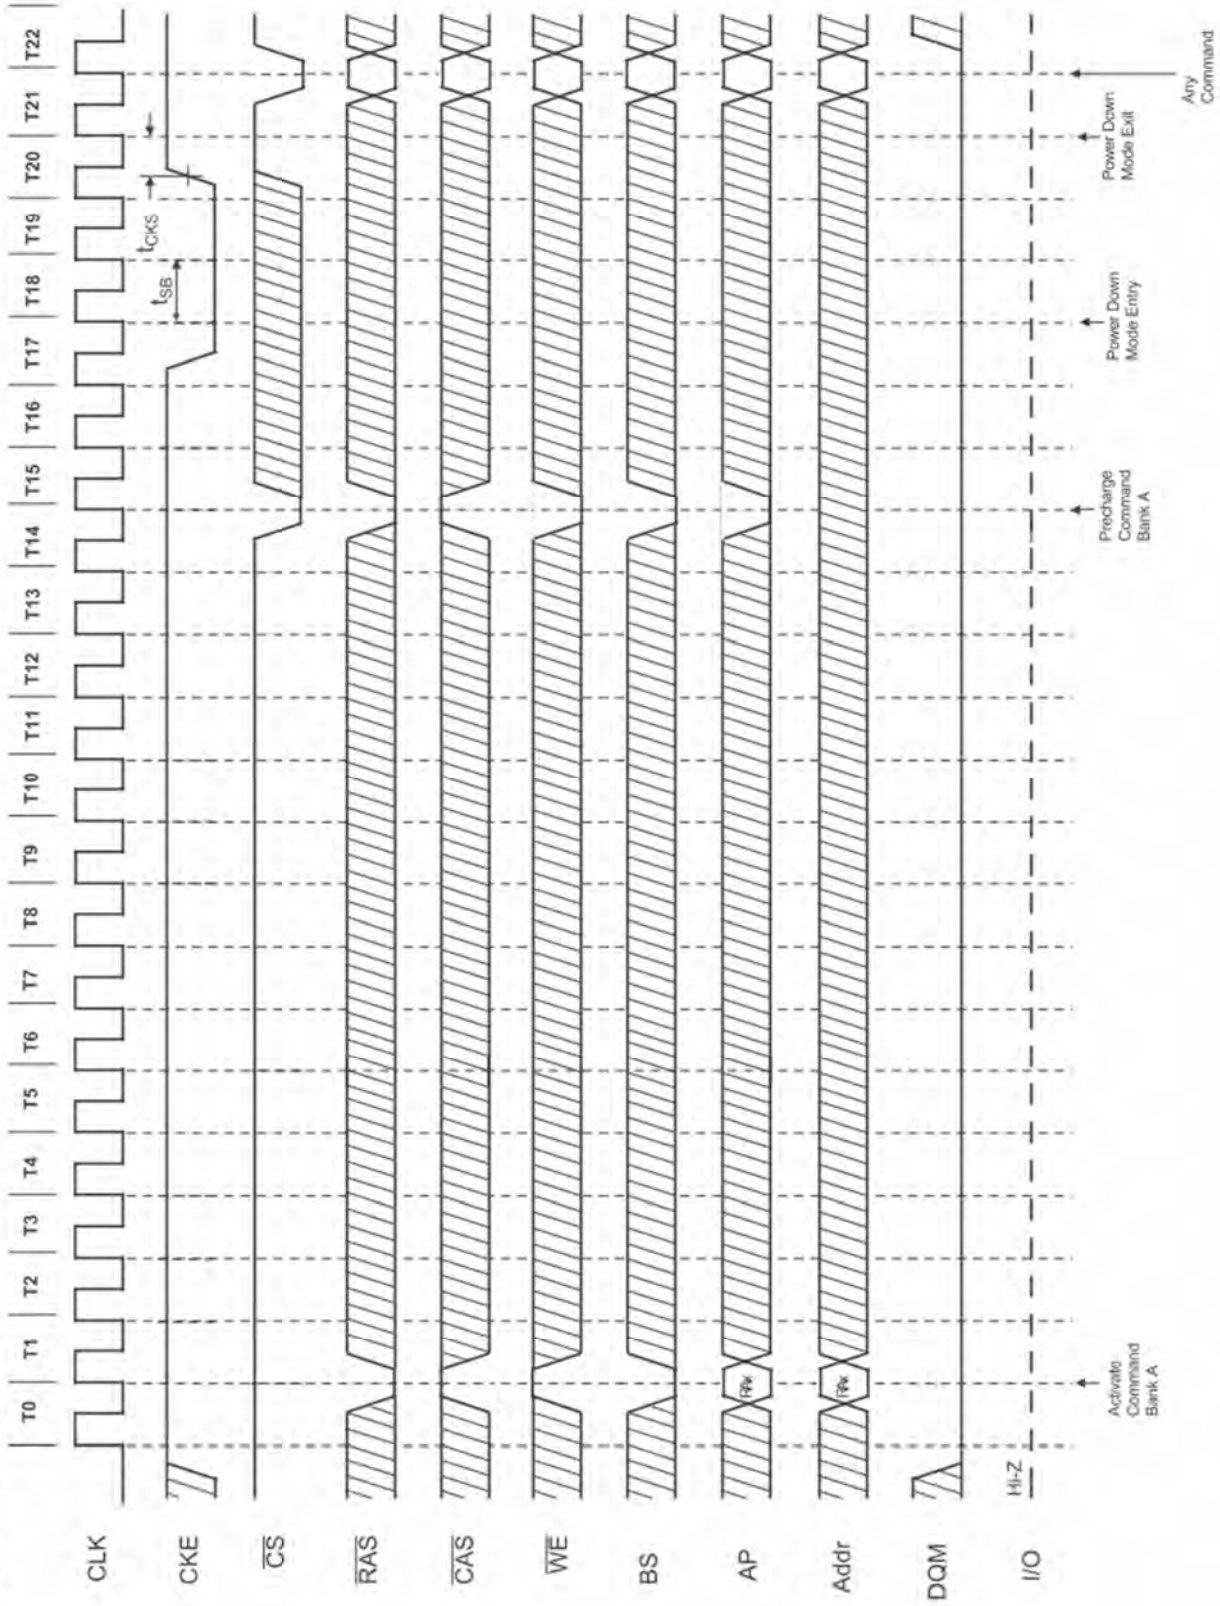 T0 T1 T2 T3 T4 T5 T6 T7 T8 T9 T10 T11 T12 T13 T14 T15 T16 T17 T18 T19 T20 T21 T22
CLK
CKE
tSB
tCKS
CS
RAS
CAS
WE
BS
AP
RAx
Addr
RAx
DQM
I/O
Hi-Z
Activate
Command
Bank A
Precharge
Command
Bank A
Power Down
Mode Entry
Power Down
Mode Exit
Any
Command